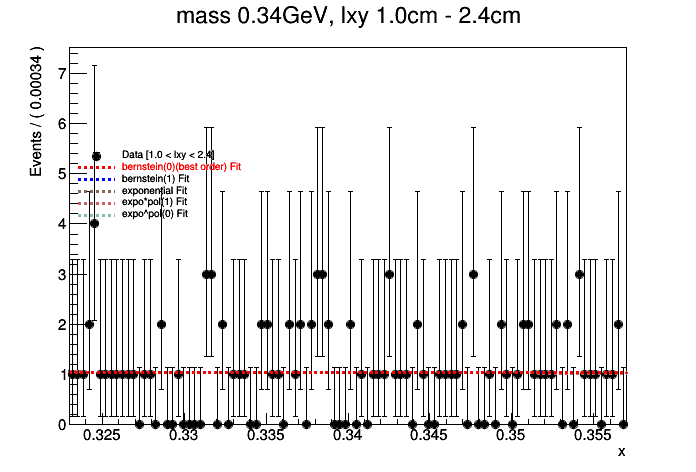 mass 0.34GeV, lxy 1.0cm - 2.4cm
Events / ( 0.00034 )
7
6
5
4
3
2
1
0
Data [1.0 < lxy < 2.4]
bernstein(0)(best order) Fit
bernstein(1) Fit
exponential Fit
expo*pol(1) Fit
expo^pol(0) Fit
0.325 0.33 0.335 0.34 0.345 0.35 0.355
x